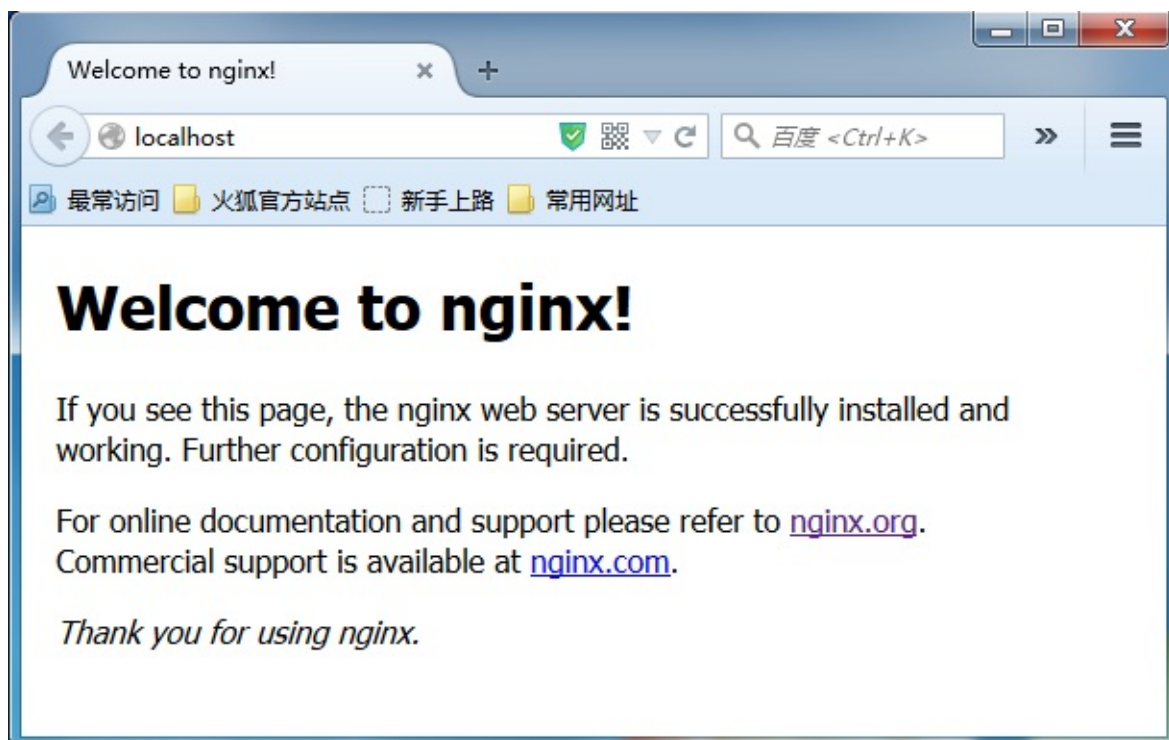 Welcome to nginx!
localhost
百度 <Ctrl+K>
最常访问 火狐官方站点 新手上路 常用网址
Welcome to nginx!
If you see this page, the nginx web server is successfully installed and
working. Further configuration is required.
For online documentation and support please refer to nginx.org.
Commercial support is available at nginx.com.
Thank you for using nginx.